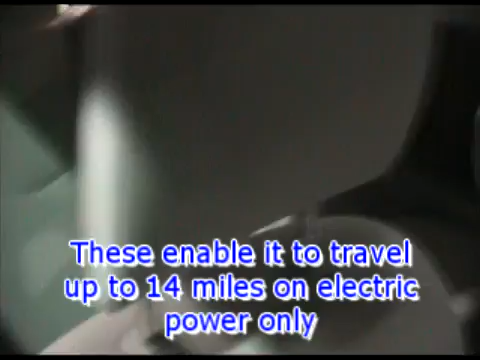 These enable it to travel
up to 14 miles on electric
power only